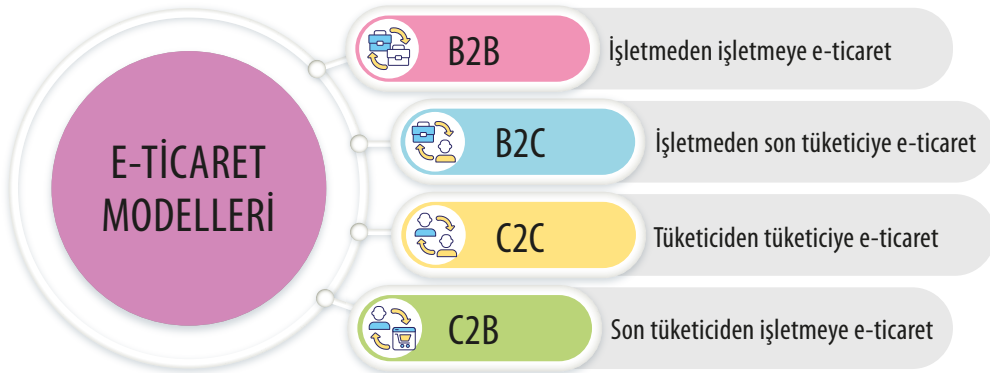 E-TİCARET
MODELLERİ
B2B
İşletmeden işletmeye e-ticaret
B2C
İşletmeden son tüketiciye e-ticaret
C2C
Tüketiciden tüketiciye e-ticaret
C2B
Son tüketiciden işletmeye e-ticaret